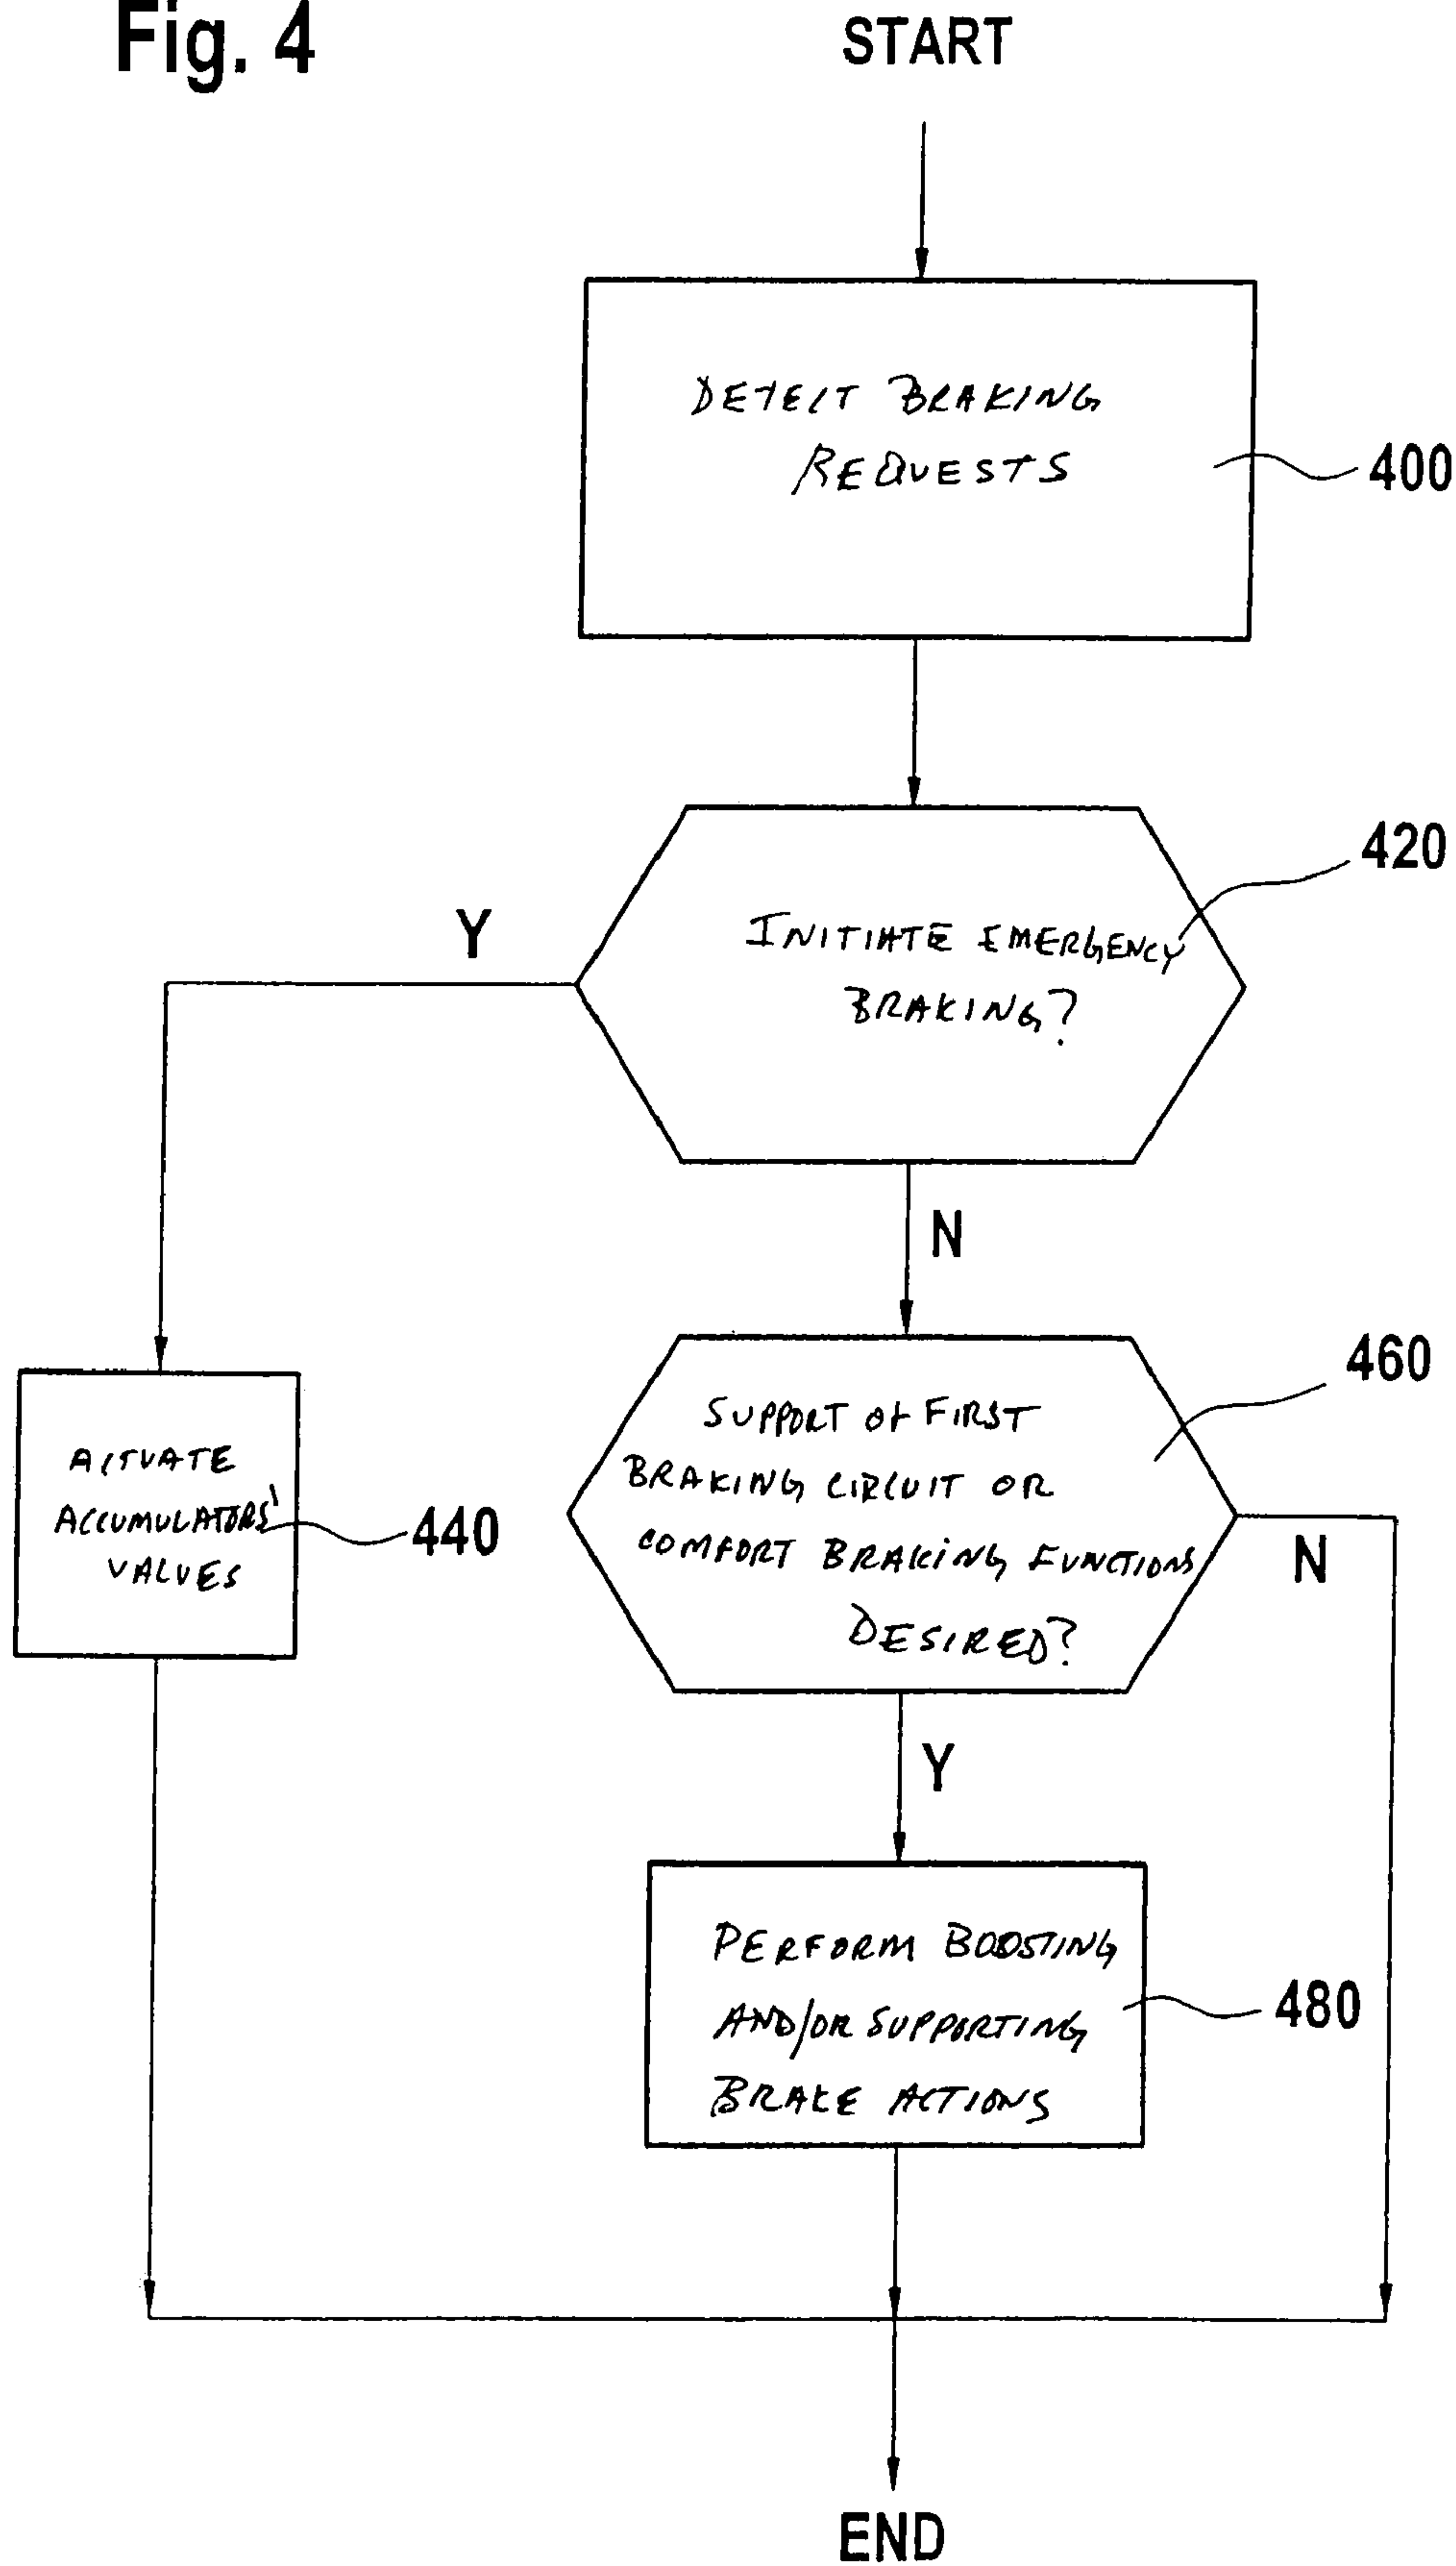 Fig. 4
START
DETECT BRAKING
REQUESTS
400
420
INITIATE EMERGENCY
BRAKING?
Y
N
460
SUPPORT OF FIRST
BRAKING CIRCUIT OR
COMFORT BRAKING FUNCTIONS
DESIRED?
N
ACTUATE
ACCUMULATORS'
VALVES
440
Y
PERFORM BOOSTING
AND/OR SUPPORTING
BRAKE ACTIONS
480
END